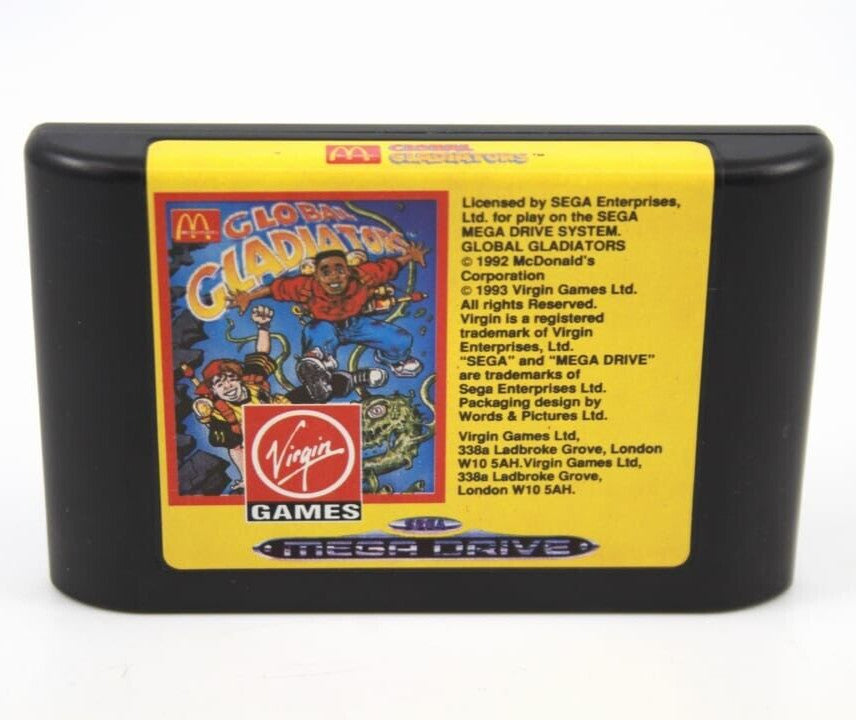 M GLOBAL GLADIATORS™
M McDonald's
GLOBAL
GLADIATORS
Virgin
GAMES
Licensed by SEGA Enterprises,
Ltd. for play on the SEGA
MEGA DRIVE SYSTEM.
GLOBAL GLADIATORS
© 1992 McDonald's
Corporation
© 1993 Virgin Games Ltd.
All rights Reserved.
Virgin is a registered
trademark of Virgin
Enterprises, Ltd.
"SEGA" and "MEGA DRIVE"
are trademarks of
Sega Enterprises Ltd.
Packaging design by
Words & Pictures Ltd.
Virgin Games Ltd,
338a Ladbroke Grove, London
W10 5AH.Virgin Games Ltd,
338a Ladbroke Grove,
London W10 5AH.
SEGA
MEGA DRIVE